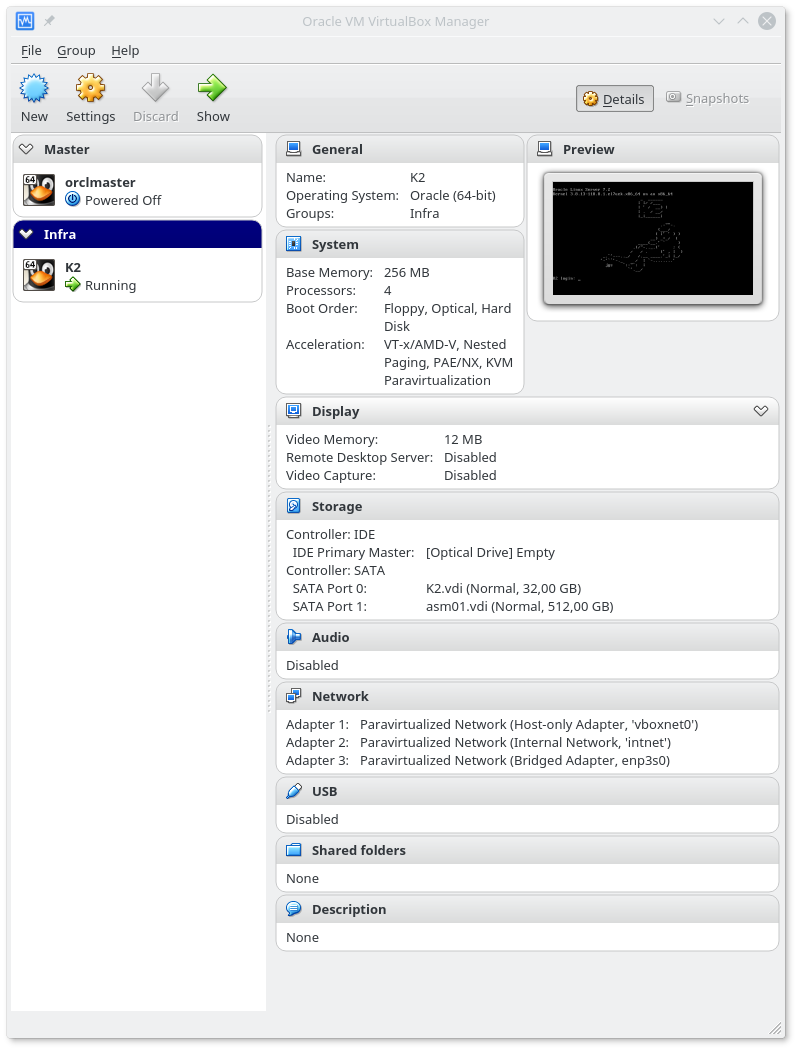 Oracle VM VirtualBox Manager
File Group Help
New Settings Discard Show
Details Snapshots
Master
64
orclmaster
Powered Off
Infra
64
K2
Running
General
Name: K2
Operating System: Oracle (64-bit)
Groups: Infra
Preview
Oracle Linux Server 7.2
K2 login: _
System
Base Memory: 256 MB
Processors: 4
Boot Order: Floppy, Optical, Hard
Disk
Acceleration: VT-x/AMD-V, Nested
Paging, PAE/NX, KVM
Paravirtualization
Display
Video Memory: 12 MB
Remote Desktop Server: Disabled
Video Capture: Disabled
Storage
Controller: IDE
IDE Primary Master: [Optical Drive] Empty
Controller: SATA
SATA Port 0: K2.vdi (Normal, 32,00 GB)
SATA Port 1: asm01.vdi (Normal, 512,00 GB)
Audio
Disabled
Network
Adapter 1: Paravirtualized Network (Host-only Adapter, 'vboxnet0')
Adapter 2: Paravirtualized Network (Internal Network, 'intnet')
Adapter 3: Paravirtualized Network (Bridged Adapter, enp3s0)
USB
Disabled
Shared folders
None
Description
None